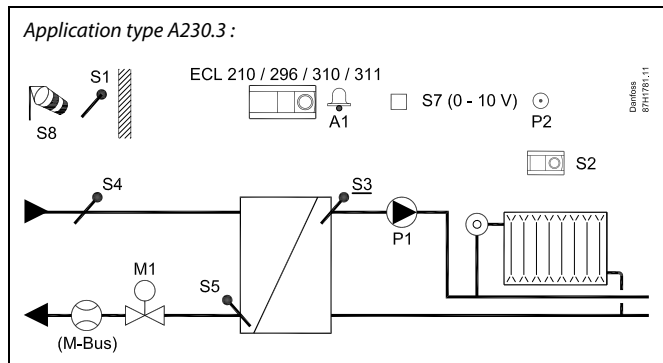 Application type A230.3 :
ECL 210 / 296 / 310 / 311
S1
S8
A1
S7 (0 - 10 V)
P2
Danfoss
87H1781.11
S2
S4
S3
P1
M1
S5
(M-Bus)